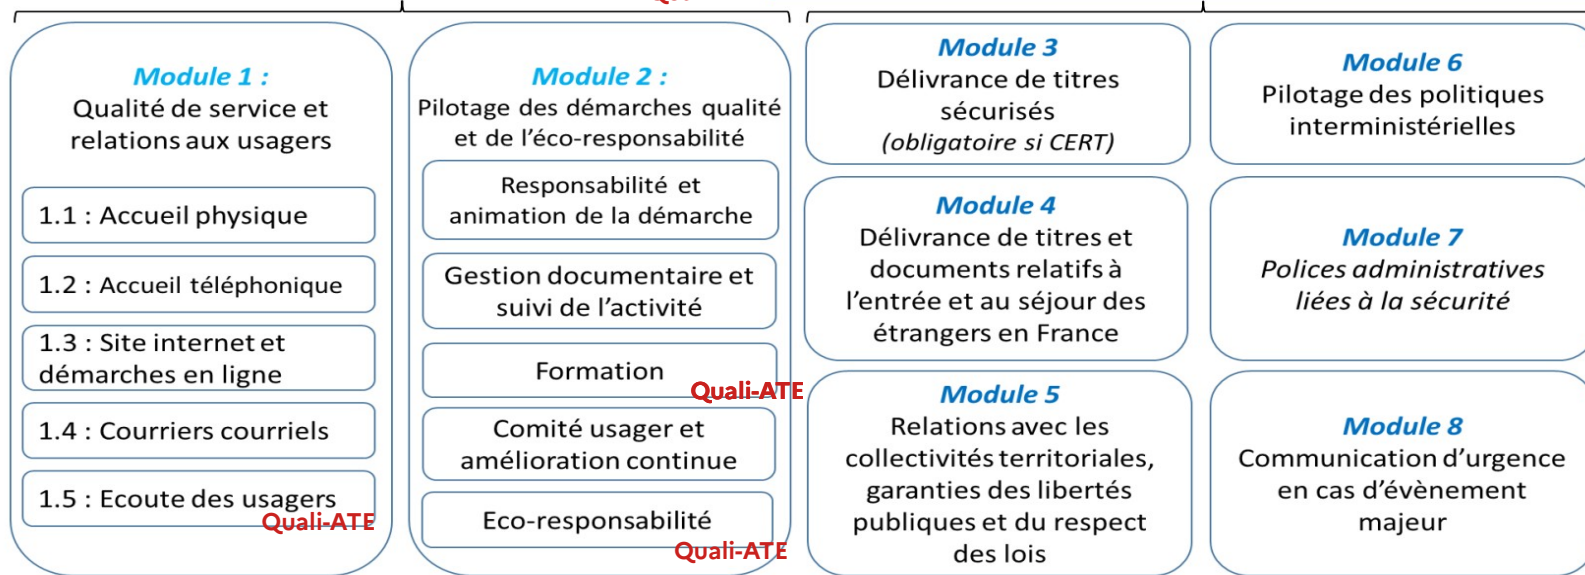 Module 1 :
Qualité de service et
relations aux usagers
1.1 : Accueil physique
1.2 : Accueil téléphonique
1.3 : Site internet et
démarches en ligne
1.4 : Courriers courriels
1.5 : Ecoute des usagers
Quali-ATE
Module 2 :
Pilotage des démarches qualité
et de l’éco-responsabilité
Responsabilité et
animation de la démarche
Gestion documentaire et
suivi de l’activité
Formation
Quali-ATE
Comité usager et
amélioration continue
Eco-responsabilité
Quali-ATE
Module 3
Délivrance de titres
sécurisés
(obligatoire si CERT)
Module 4
Délivrance de titres et
documents relatifs à
l’entrée et au séjour des
étrangers en France
Module 5
Relations avec les
collectivités territoriales,
garanties des libertés
publiques et du respect
des lois
Module 6
Pilotage des politiques
interministérielles
Module 7
Polices administratives
liées à la sécurité
Module 8
Communication d’urgence
en cas d’évènement
majeur